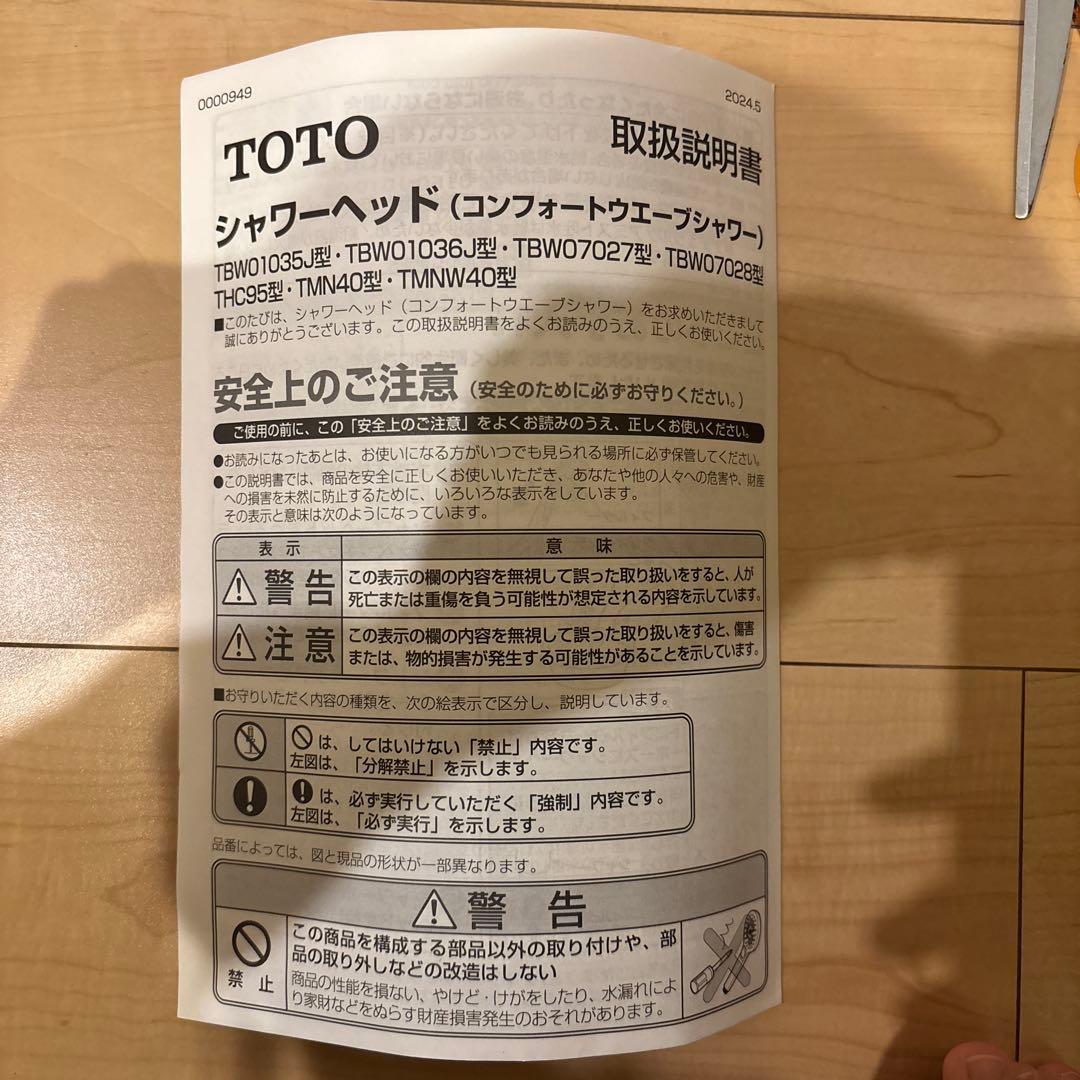 0000949
2024.5
TOTO
取扱説明書
シャワーヘッド（コンフォートウエーブシャワー）
TBW01035J型・TBW01036J型・TBW07027型・TBW07028型
THC95型・TMN40型・TMNW40型
■このたびは、シャワーヘッド（コンフォートウエーブシャワー）をお求めいただきまして
誠にありがとうございます。この取扱説明書をよくお読みのうえ、正しくお使いください。
安全上のご注意（安全のために必ずお守りください。）
ご使用の前に、この「安全上のご注意」をよくお読みのうえ、正しくお使いください。
●お読みになったあとは、お使いになる方がいつでも見られる場所に必ず保管してください。
●この説明書では、商品を安全に正しくお使いいただき、あなたや他の人々への危害や、財産
への損害を未然に防止するために、いろいろな表示をしています。
その表示と意味は次のようになっています。
表示 意味
警告 この表示の欄の内容を無視して誤った取り扱いをすると、人が
死亡または重傷を負う可能性が想定される内容を示しています。
注意 この表示の欄の内容を無視して誤った取り扱いをすると、傷害
または、物的損害が発生する可能性があることを示しています。
■お守りいただく内容の種類を、次の絵表示で区分し、説明しています。
は、してはいけない「禁止」内容です。
左図は、「分解禁止」を示します。
は、必ず実行していただく「強制」内容です。
左図は、「必ず実行」を示します。
品番によっては、図と現品の形状が一部異なります。
警告
禁止
この商品を構成する部品以外の取り付けや、部
品の取り外しなどの改造はしない
商品の性能を損ない、やけど・けがをしたり、水漏れによ
り家財などをぬらす財産損害発生のおそれがあります。